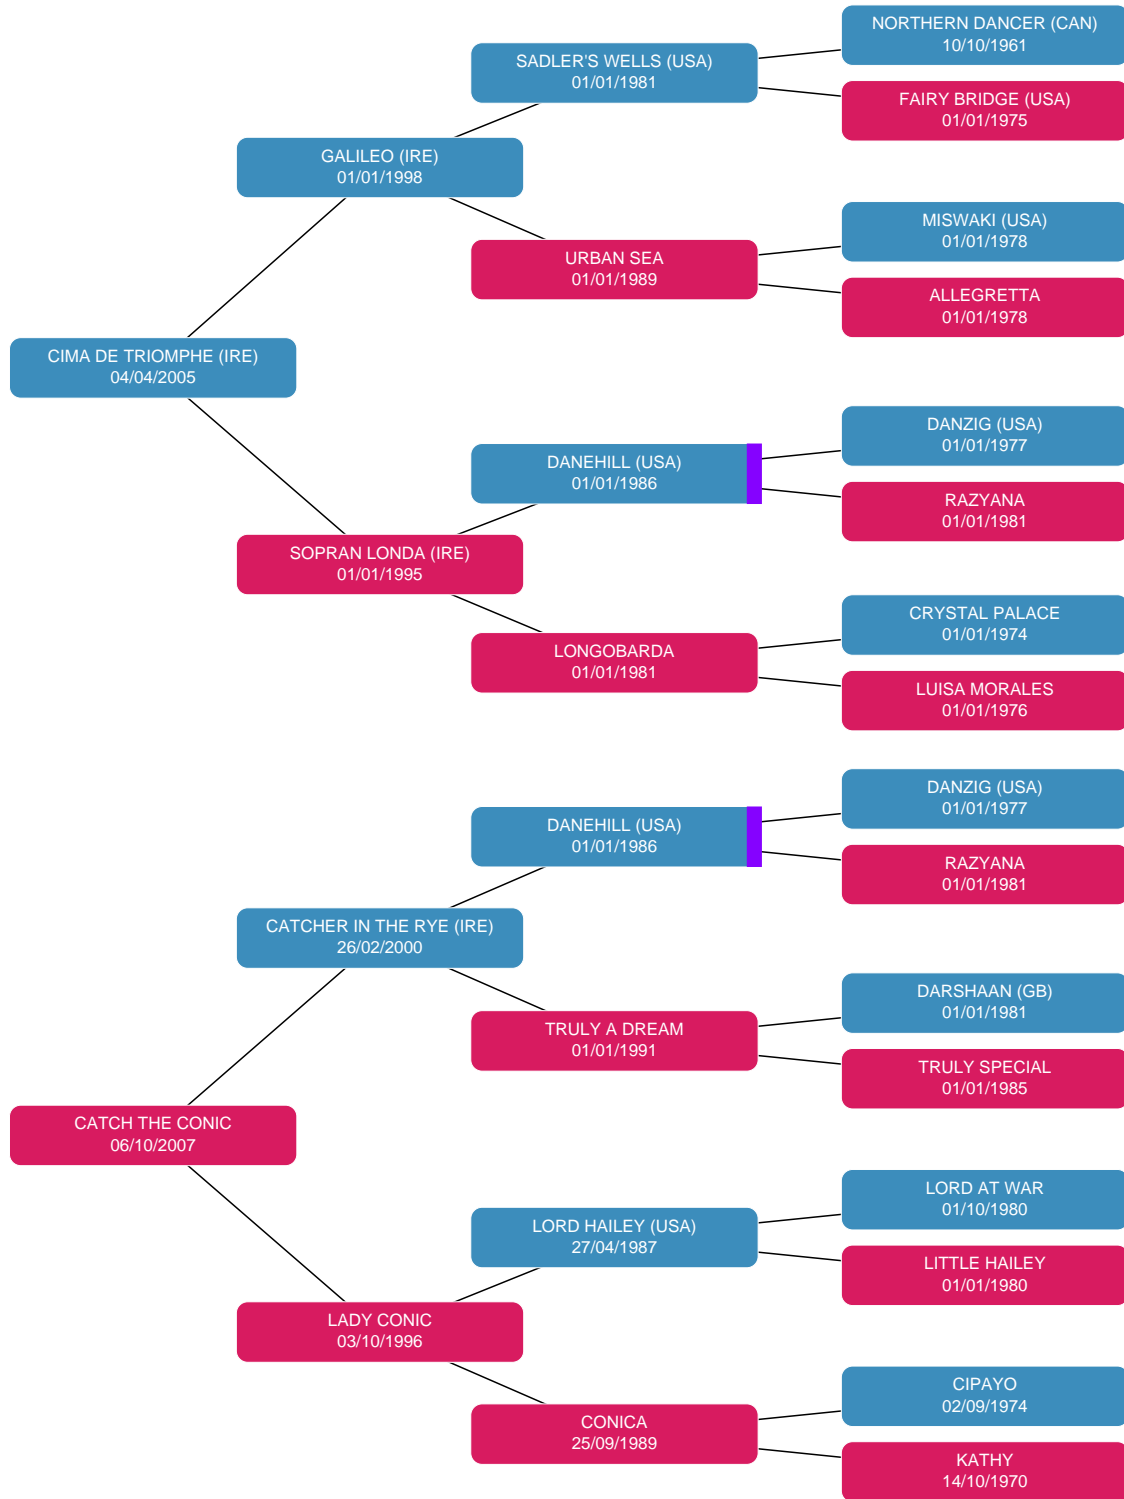 NORTHERN DANCER (CAN)
10/10/1961
SADLER'S WELLS (USA)
01/01/1981
FAIRY BRIDGE (USA)
01/01/1975
GALILEO (IRE)
01/01/1998
MISWAKI (USA)
01/01/1978
URBAN SEA
01/01/1989
ALLEGRETTA
01/01/1978
CIMA DE TRIOMPHE (IRE)
04/04/2005
DANZIG (USA)
01/01/1977
DANEHILL (USA)
01/01/1986
RAZYANA
01/01/1981
SOPRAN LONDA (IRE)
01/01/1995
CRYSTAL PALACE
01/01/1974
LONGOBARDA
01/01/1981
LUISA MORALES
01/01/1976
DANZIG (USA)
01/01/1977
DANEHILL (USA)
01/01/1986
RAZYANA
01/01/1981
CATCHER IN THE RYE (IRE)
26/02/2000
DARSHAAN (GB)
01/01/1981
TRULY A DREAM
01/01/1991
TRULY SPECIAL
01/01/1985
CATCH THE CONIC
06/10/2007
LORD AT WAR
01/10/1980
LORD HAILEY (USA)
27/04/1987
LITTLE HAILEY
01/01/1980
LADY CONIC
03/10/1996
CIPAYO
02/09/1974
CONICA
25/09/1989
KATHY
14/10/1970